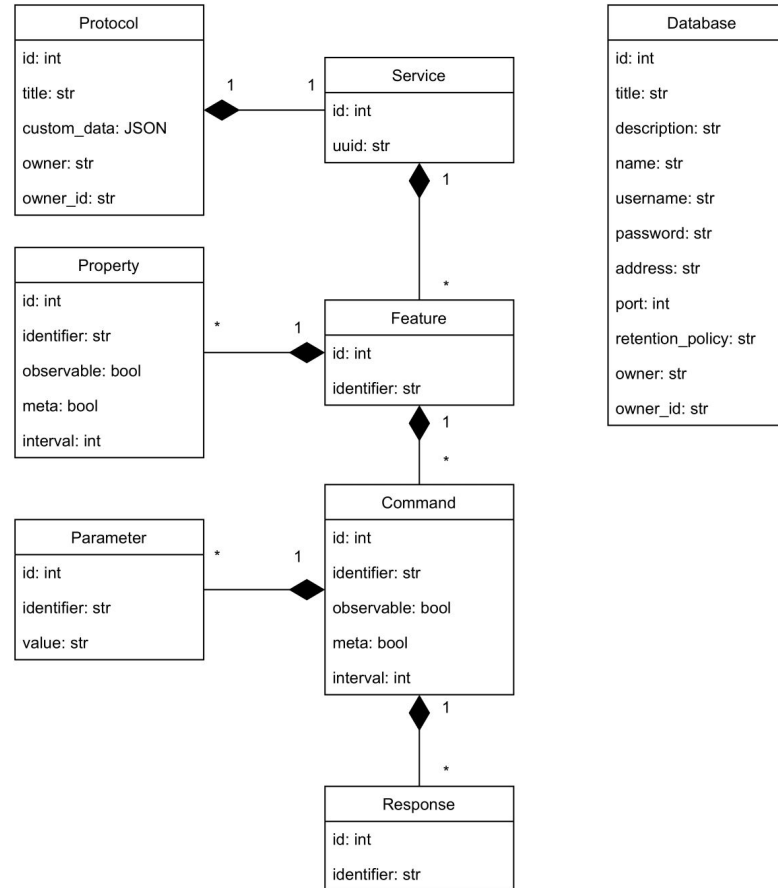 Protocol
id: int
title: str
custom_data: JSON
owner: str
owner_id: str
1
1
Service
id: int
uuid: str
1
*
Property
id: int
identifier: str
observable: bool
meta: bool
interval: int
*
1
Feature
id: int
identifier: str
1
*
Parameter
id: int
identifier: str
value: str
*
1
Command
id: int
identifier: str
observable: bool
meta: bool
interval: int
1
*
Response
id: int
identifier: str
Database
id: int
title: str
description: str
name: str
username: str
password: str
address: str
port: int
retention_policy: str
owner: str
owner_id: str